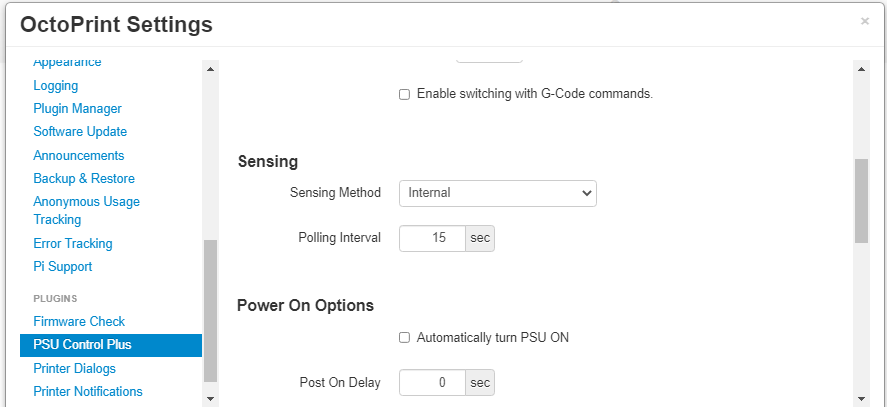 OctoPrint Settings
×
Appearance
Logging
Plugin Manager
Software Update
Announcements
Backup & Restore
Anonymous Usage
Tracking
Error Tracking
Pi Support
PLUGINS
Firmware Check
PSU Control Plus
Printer Dialogs
Printer Notifications
Enable switching with G-Code commands.
Sensing
Sensing Method Internal
Polling Interval 15 sec
Power On Options
Automatically turn PSU ON
Post On Delay 0 sec